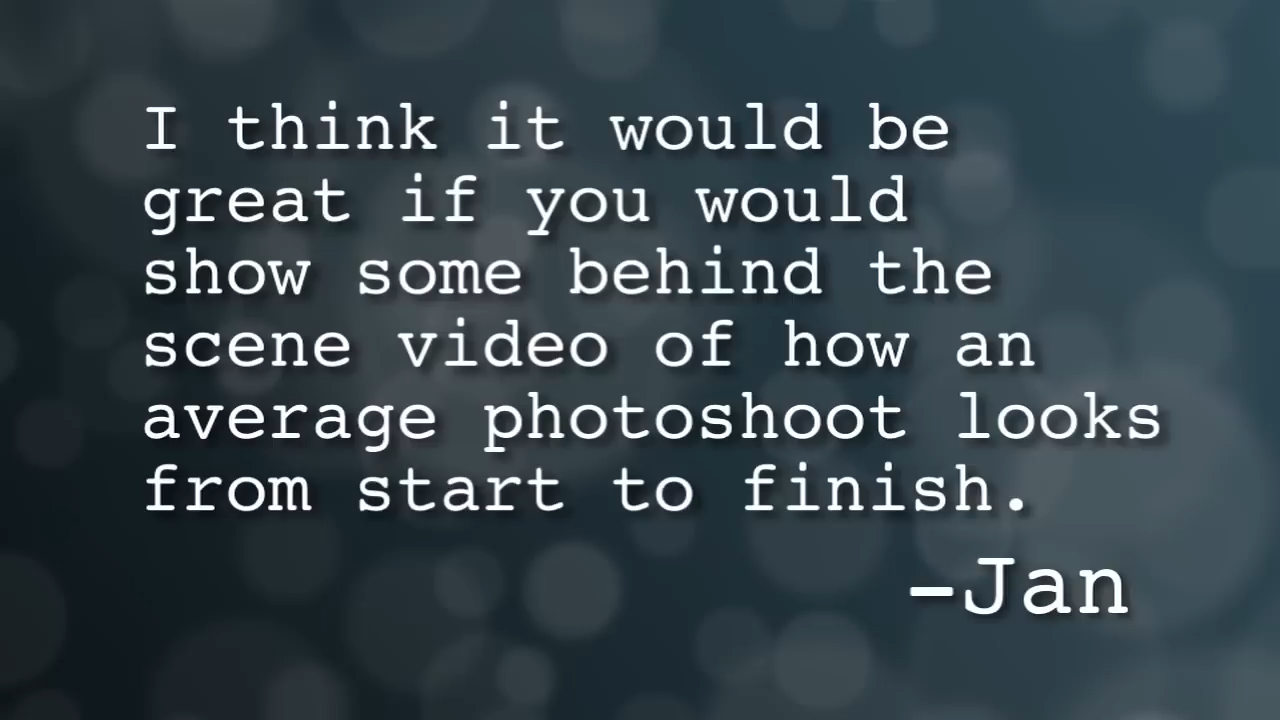 I think it would be
great if you would
show some behind the
scene video of how an
average photoshoot looks
from start to finish.
-Jan